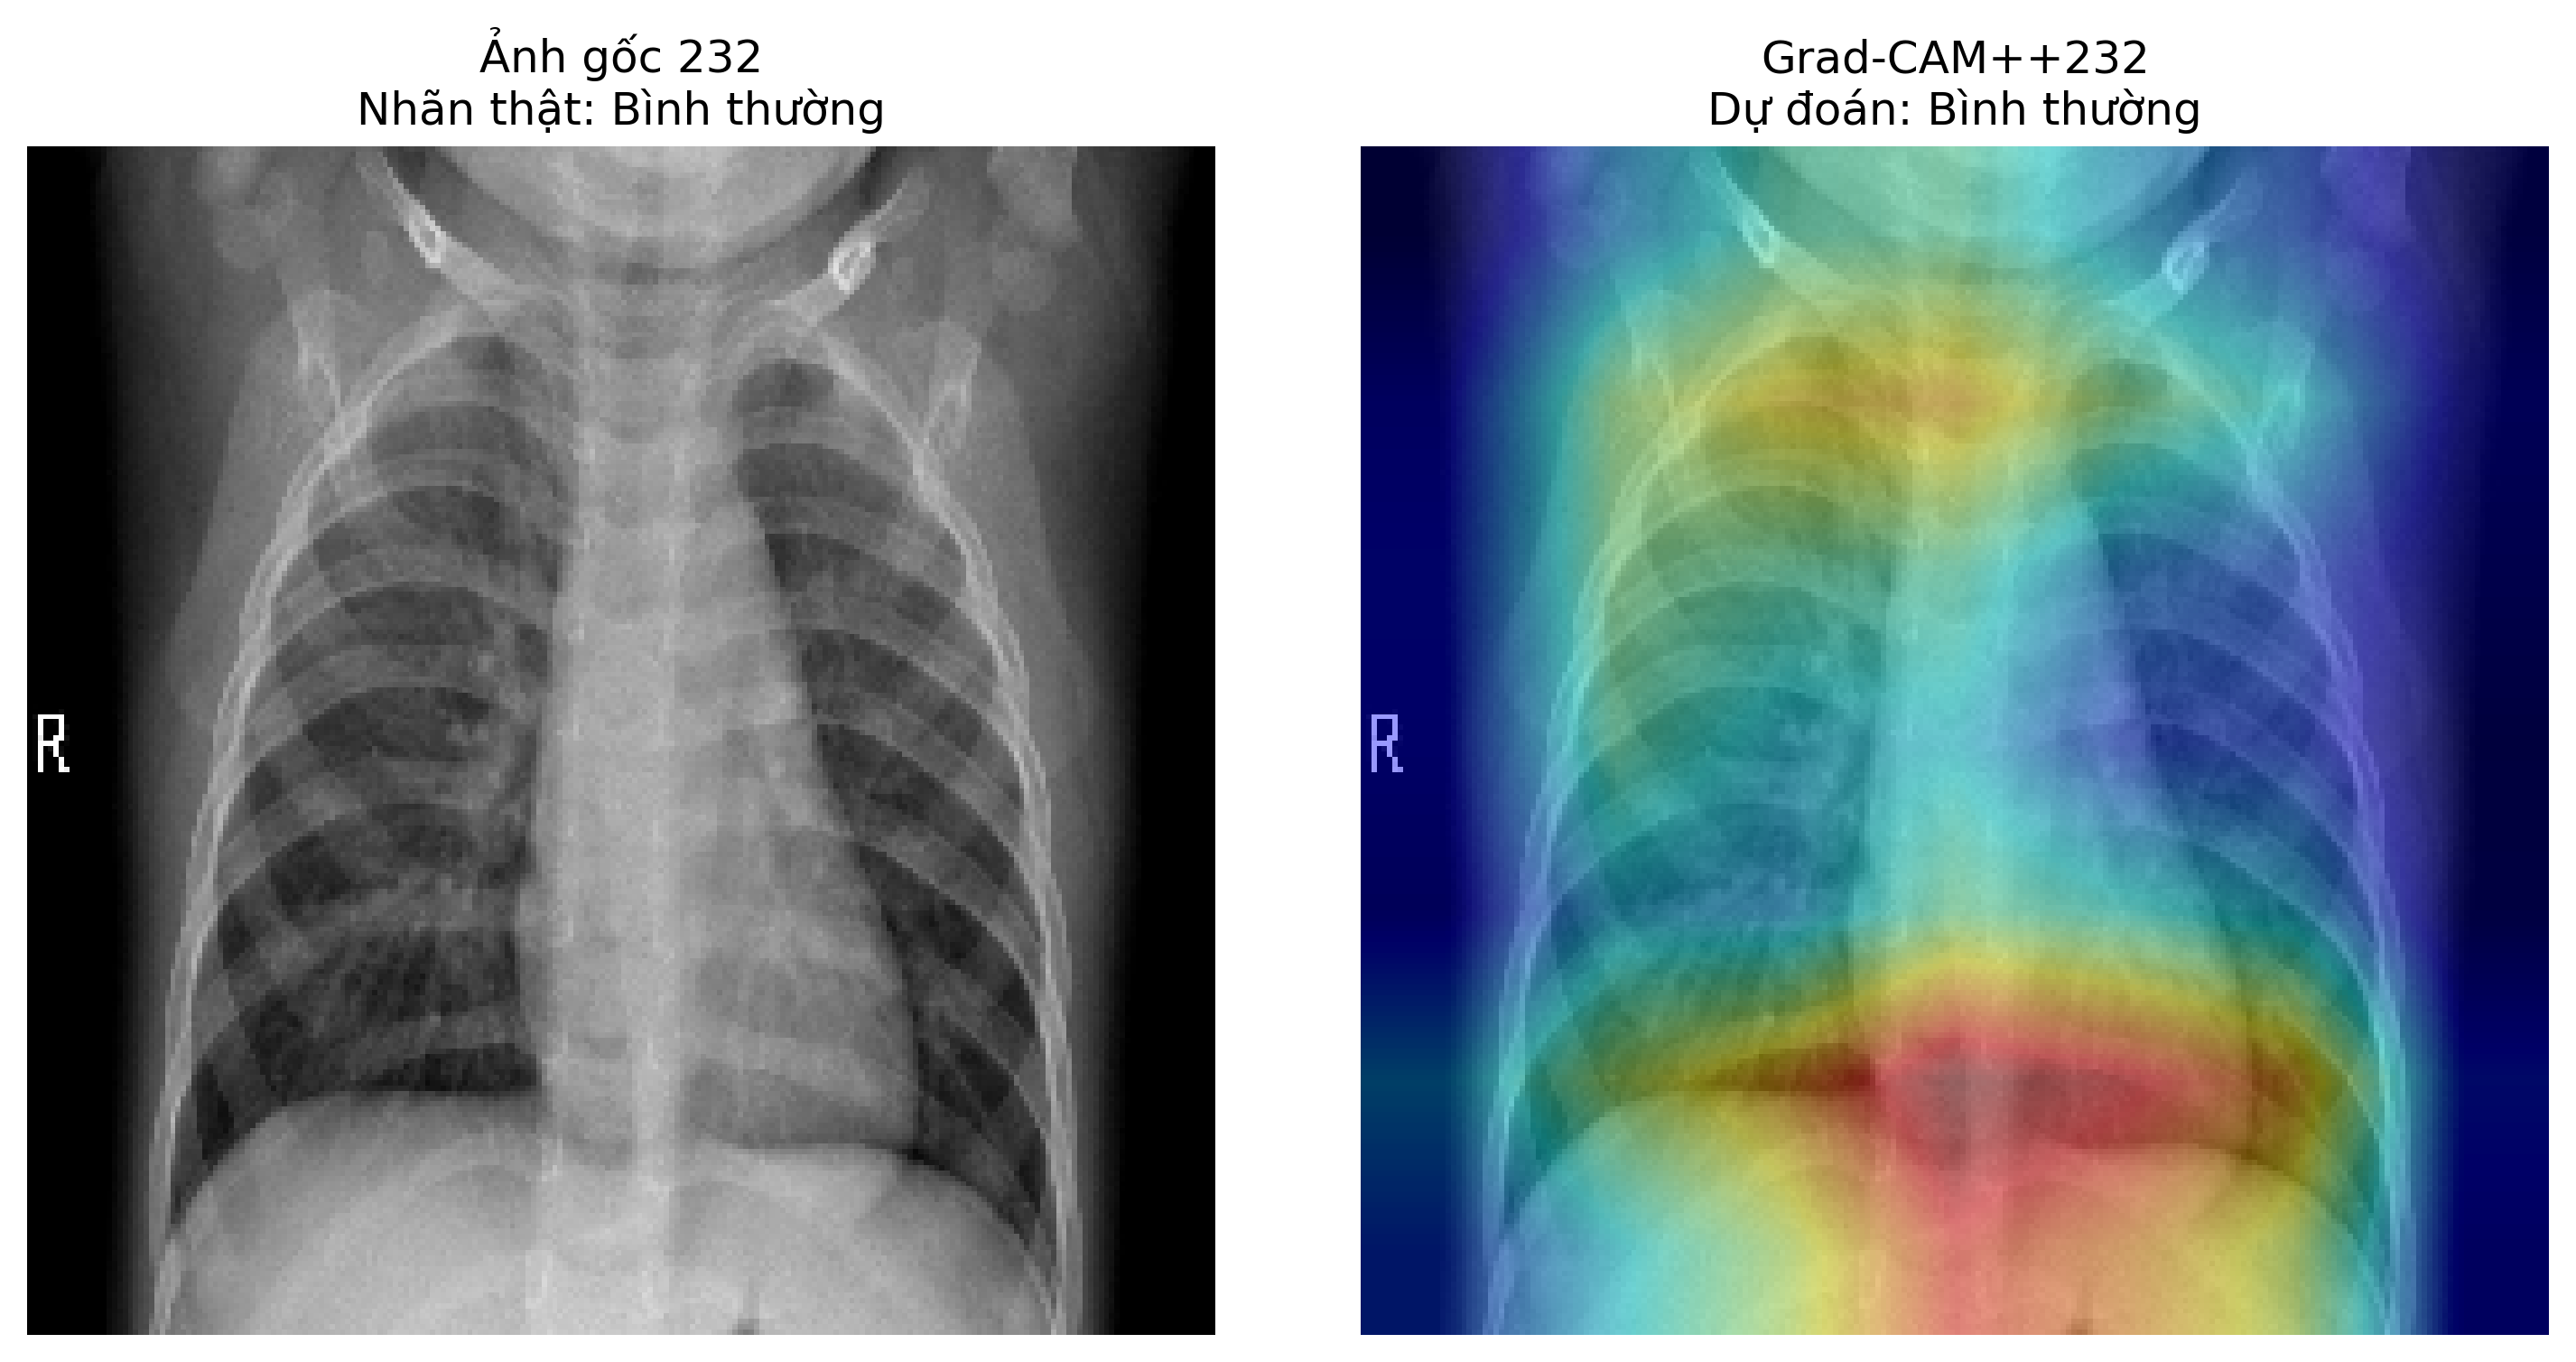 Ảnh gốc 232
Nhãn thật: Bình thường
Grad-CAM++232
Dự đoán: Bình thường
R
R